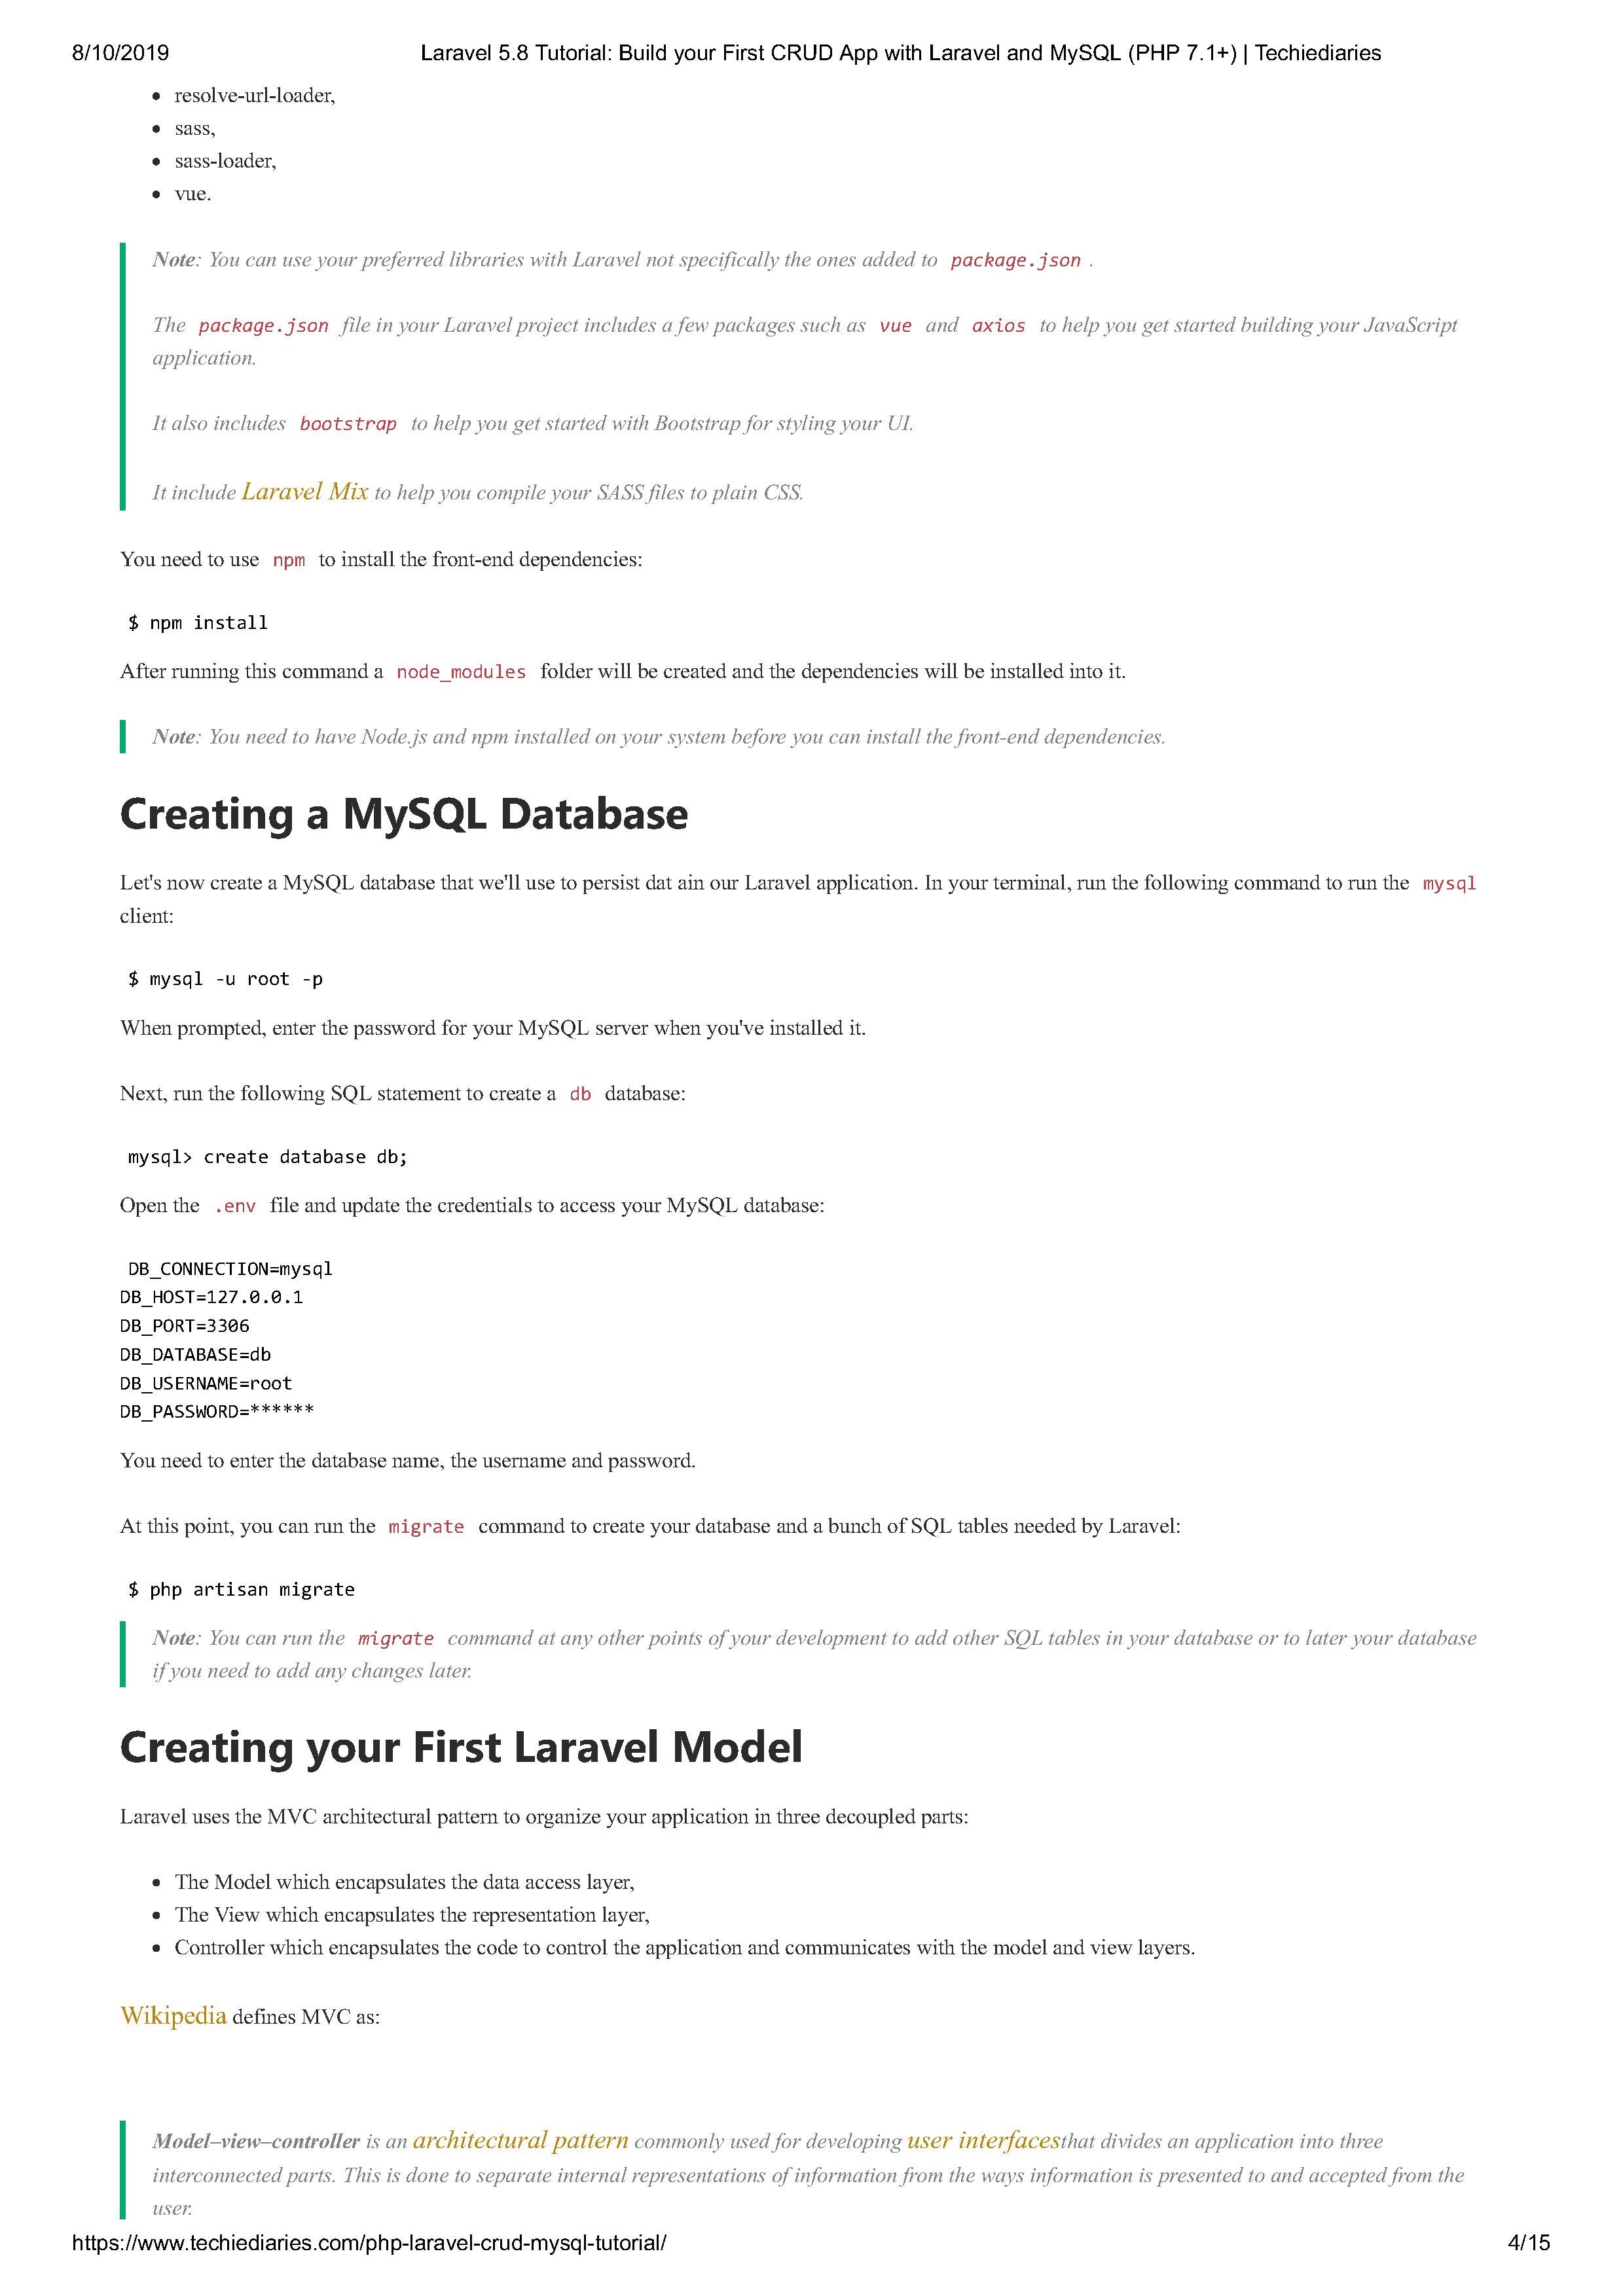 8/10/2019 Laravel 5.8 Tutorial: Build your First CRUD App with Laravel and MySQL (PHP 7.1+) | Techiediaries
• resolve-url-loader,
• sass,
• sass-loader,
• vue.
Note: You can use your preferred libraries with Laravel not specifically the ones added to package.json .
The package.json file in your Laravel project includes a few packages such as vue and axios to help you get started building your JavaScript
application.
It also includes bootstrap to help you get started with Bootstrap for styling your UI.
It include Laravel Mix to help you compile your SASS files to plain CSS.
You need to use npm to install the front-end dependencies:
$ npm install
After running this command a node_modules folder will be created and the dependencies will be installed into it.
Note: You need to have Node.js and npm installed on your system before you can install the front-end dependencies.
Creating a MySQL Database
Let's now create a MySQL database that we'll use to persist dat ain our Laravel application. In your terminal, run the following command to run the mysql
client:
$ mysql -u root -p
When prompted, enter the password for your MySQL server when you've installed it.
Next, run the following SQL statement to create a db database:
mysql> create database db;
Open the .env file and update the credentials to access your MySQL database:
DB_CONNECTION=mysql
DB_HOST=127.0.0.1
DB_PORT=3306
DB_DATABASE=db
DB_USERNAME=root
DB_PASSWORD=******
You need to enter the database name, the username and password.
At this point, you can run the migrate command to create your database and a bunch of SQL tables needed by Laravel:
$ php artisan migrate
Note: You can run the migrate command at any other points of your development to add other SQL tables in your database or to later your database
if you need to add any changes later.
Creating your First Laravel Model
Laravel uses the MVC architectural pattern to organize your application in three decoupled parts:
• The Model which encapsulates the data access layer,
• The View which encapsulates the representation layer,
• Controller which encapsulates the code to control the application and communicates with the model and view layers.
Wikipedia defines MVC as:
Model–view–controller is an architectural pattern commonly used for developing user interfacesthat divides an application into three
interconnected parts. This is done to separate internal representations of information from the ways information is presented to and accepted from the
user.
https://www.techiediaries.com/php-laravel-crud-mysql-tutorial/ 4/15